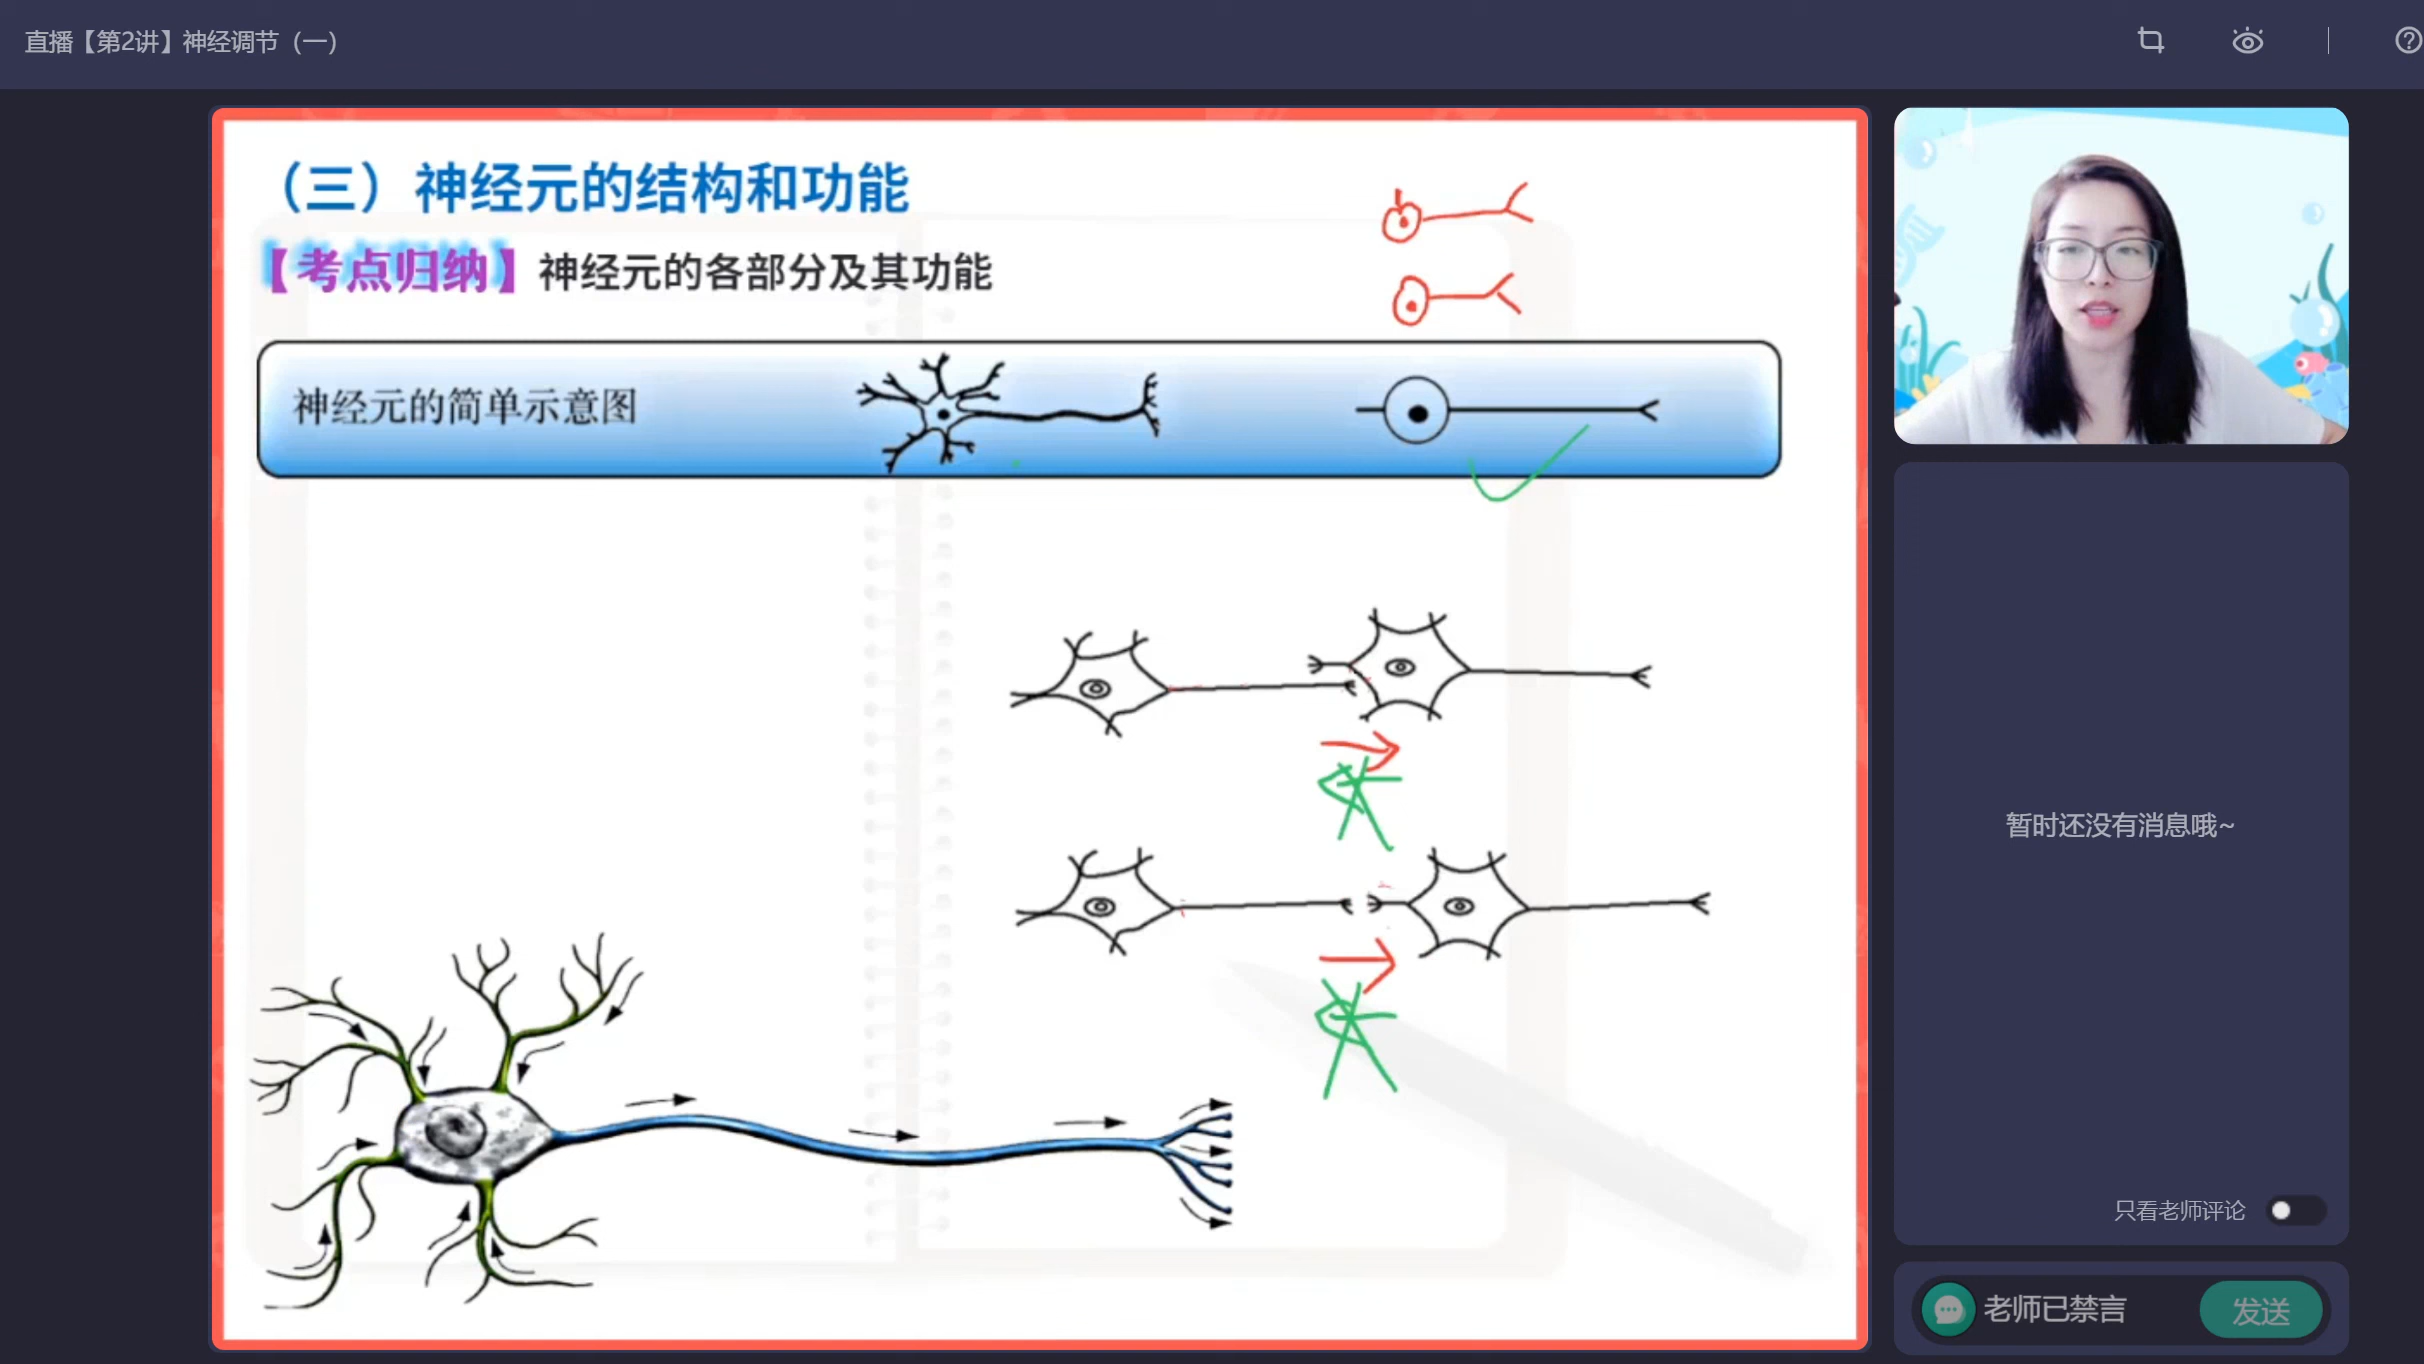 直播【第2讲】神经调节（一）
（三）神经元的结构和功能
【考点归纳】神经元的各部分及其功能
神经元的简单示意图
暂时还没有消息哦~
只看老师评论
老师已禁言
发送